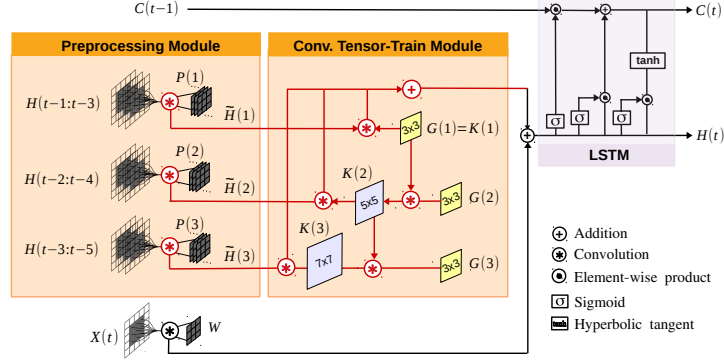 C(t−1)
C(t)
Preprocessing Module
Conv. Tensor-Train Module
P(1)
H(t−1:t−3)
H̃(1)
3x3
G(1)=K(1)
tanh
σ
σ
σ
H(t)
LSTM
P(2)
H(t−2:t−4)
H̃(2)
K(2)
5x5
3x3
G(2)
P(3)
H(t−3:t−5)
H̃(3)
K(3)
7x7
3x3
G(3)
X(t)
W
Addition
Convolution
Element-wise product
σ Sigmoid
tanh Hyperbolic tangent